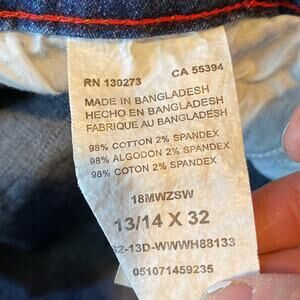 RN 130273 CA 55394
MADE IN BANGLADESH
HECHO EN BANGLADESH
FABRIQUE AU BANGLADESH
98% COTTON 2% SPANDEX
98% ALGODON 2% SPANDEX
98% COTON 2% SPANDEX
18MWZSW
13/14 X 32
051071459235